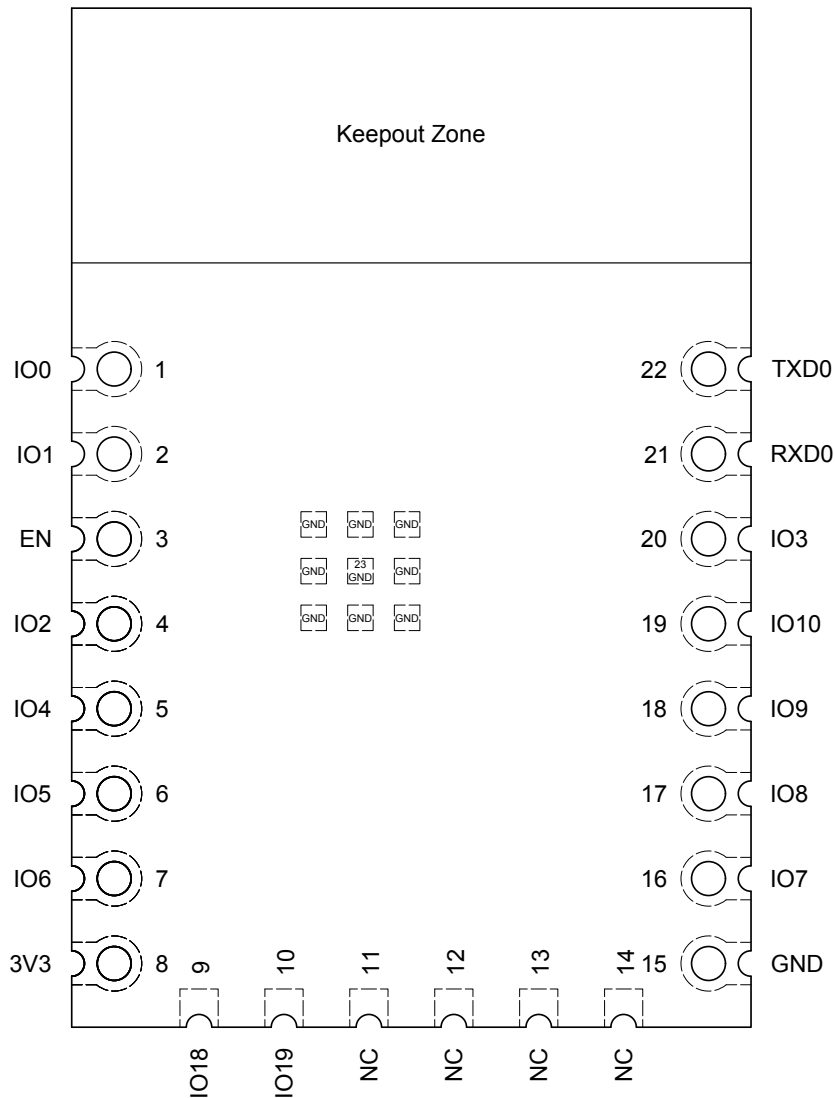 Keepout Zone
IO0 1 22 TXD0
IO1 2 21 RXD0
GND GND GND
EN 3 20 IO3
GND 23 GND GND
GND GND GND
IO2 4 19 IO10
IO4 5 18 IO9
IO5 6 17 IO8
IO6 7 16 IO7
3V3 8 9 10 11 12 13 14 15 GND
IO18 IO19 NC NC NC NC